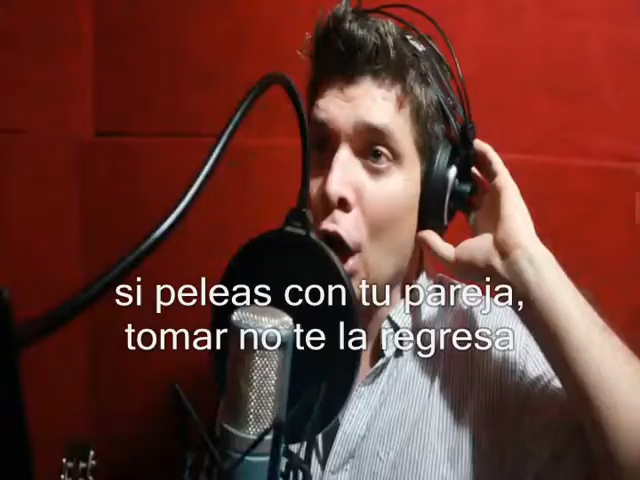 si peleas con tu pareja,
tomar no te la regresa